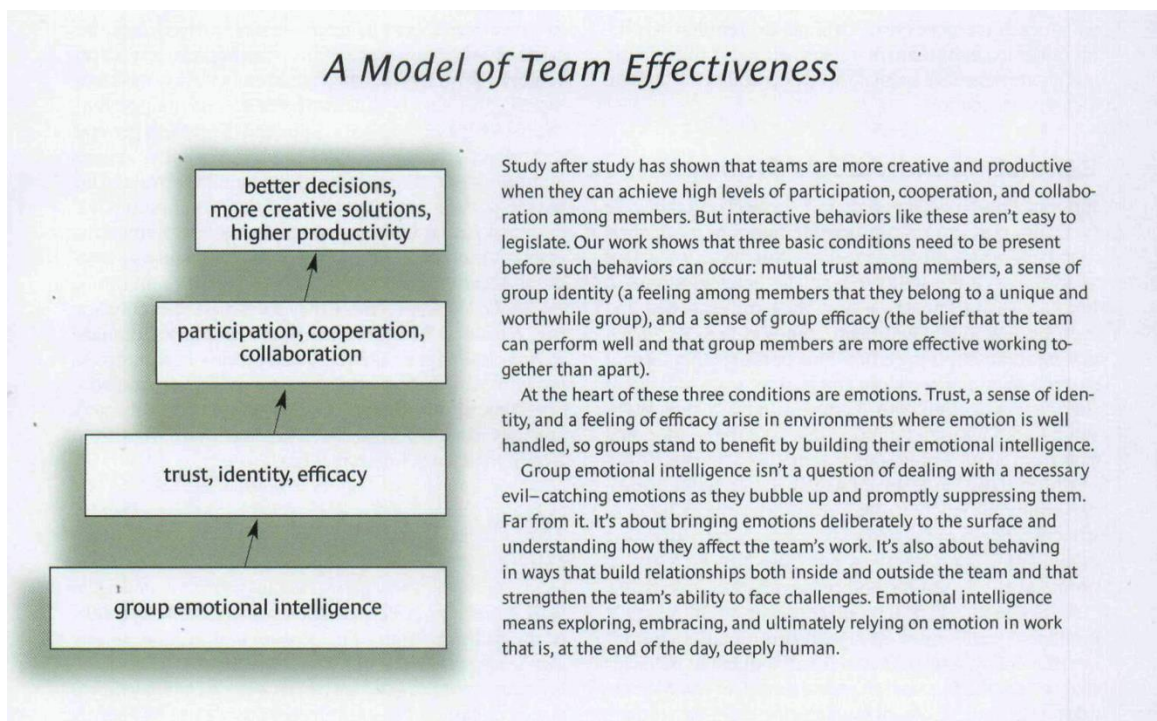 A Model of Team Effectiveness
better decisions,
more creative solutions,
higher productivity
participation, cooperation,
collaboration
trust, identity, efficacy
group emotional intelligence
Study after study has shown that teams are more creative and productive
when they can achieve high levels of participation, cooperation, and collabo-
ration among members. But interactive behaviors like these aren't easy to
legislate. Our work shows that three basic conditions need to be present
before such behaviors can occur: mutual trust among members, a sense of
group identity (a feeling among members that they belong to a unique and
worthwhile group), and a sense of group efficacy (the belief that the team
can perform well and that group members are more effective working to-
gether than apart).
At the heart of these three conditions are emotions. Trust, a sense of iden-
tity, and a feeling of efficacy arise in environments where emotion is well
handled, so groups stand to benefit by building their emotional intelligence.
Group emotional intelligence isn't a question of dealing with a necessary
evil–catching emotions as they bubble up and promptly suppressing them.
Far from it. It's about bringing emotions deliberately to the surface and
understanding how they affect the team's work. It's also about behaving
in ways that build relationships both inside and outside the team and that
strengthen the team's ability to face challenges. Emotional intelligence
means exploring, embracing, and ultimately relying on emotion in work
that is, at the end of the day, deeply human.